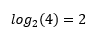 log₂(4) = 2